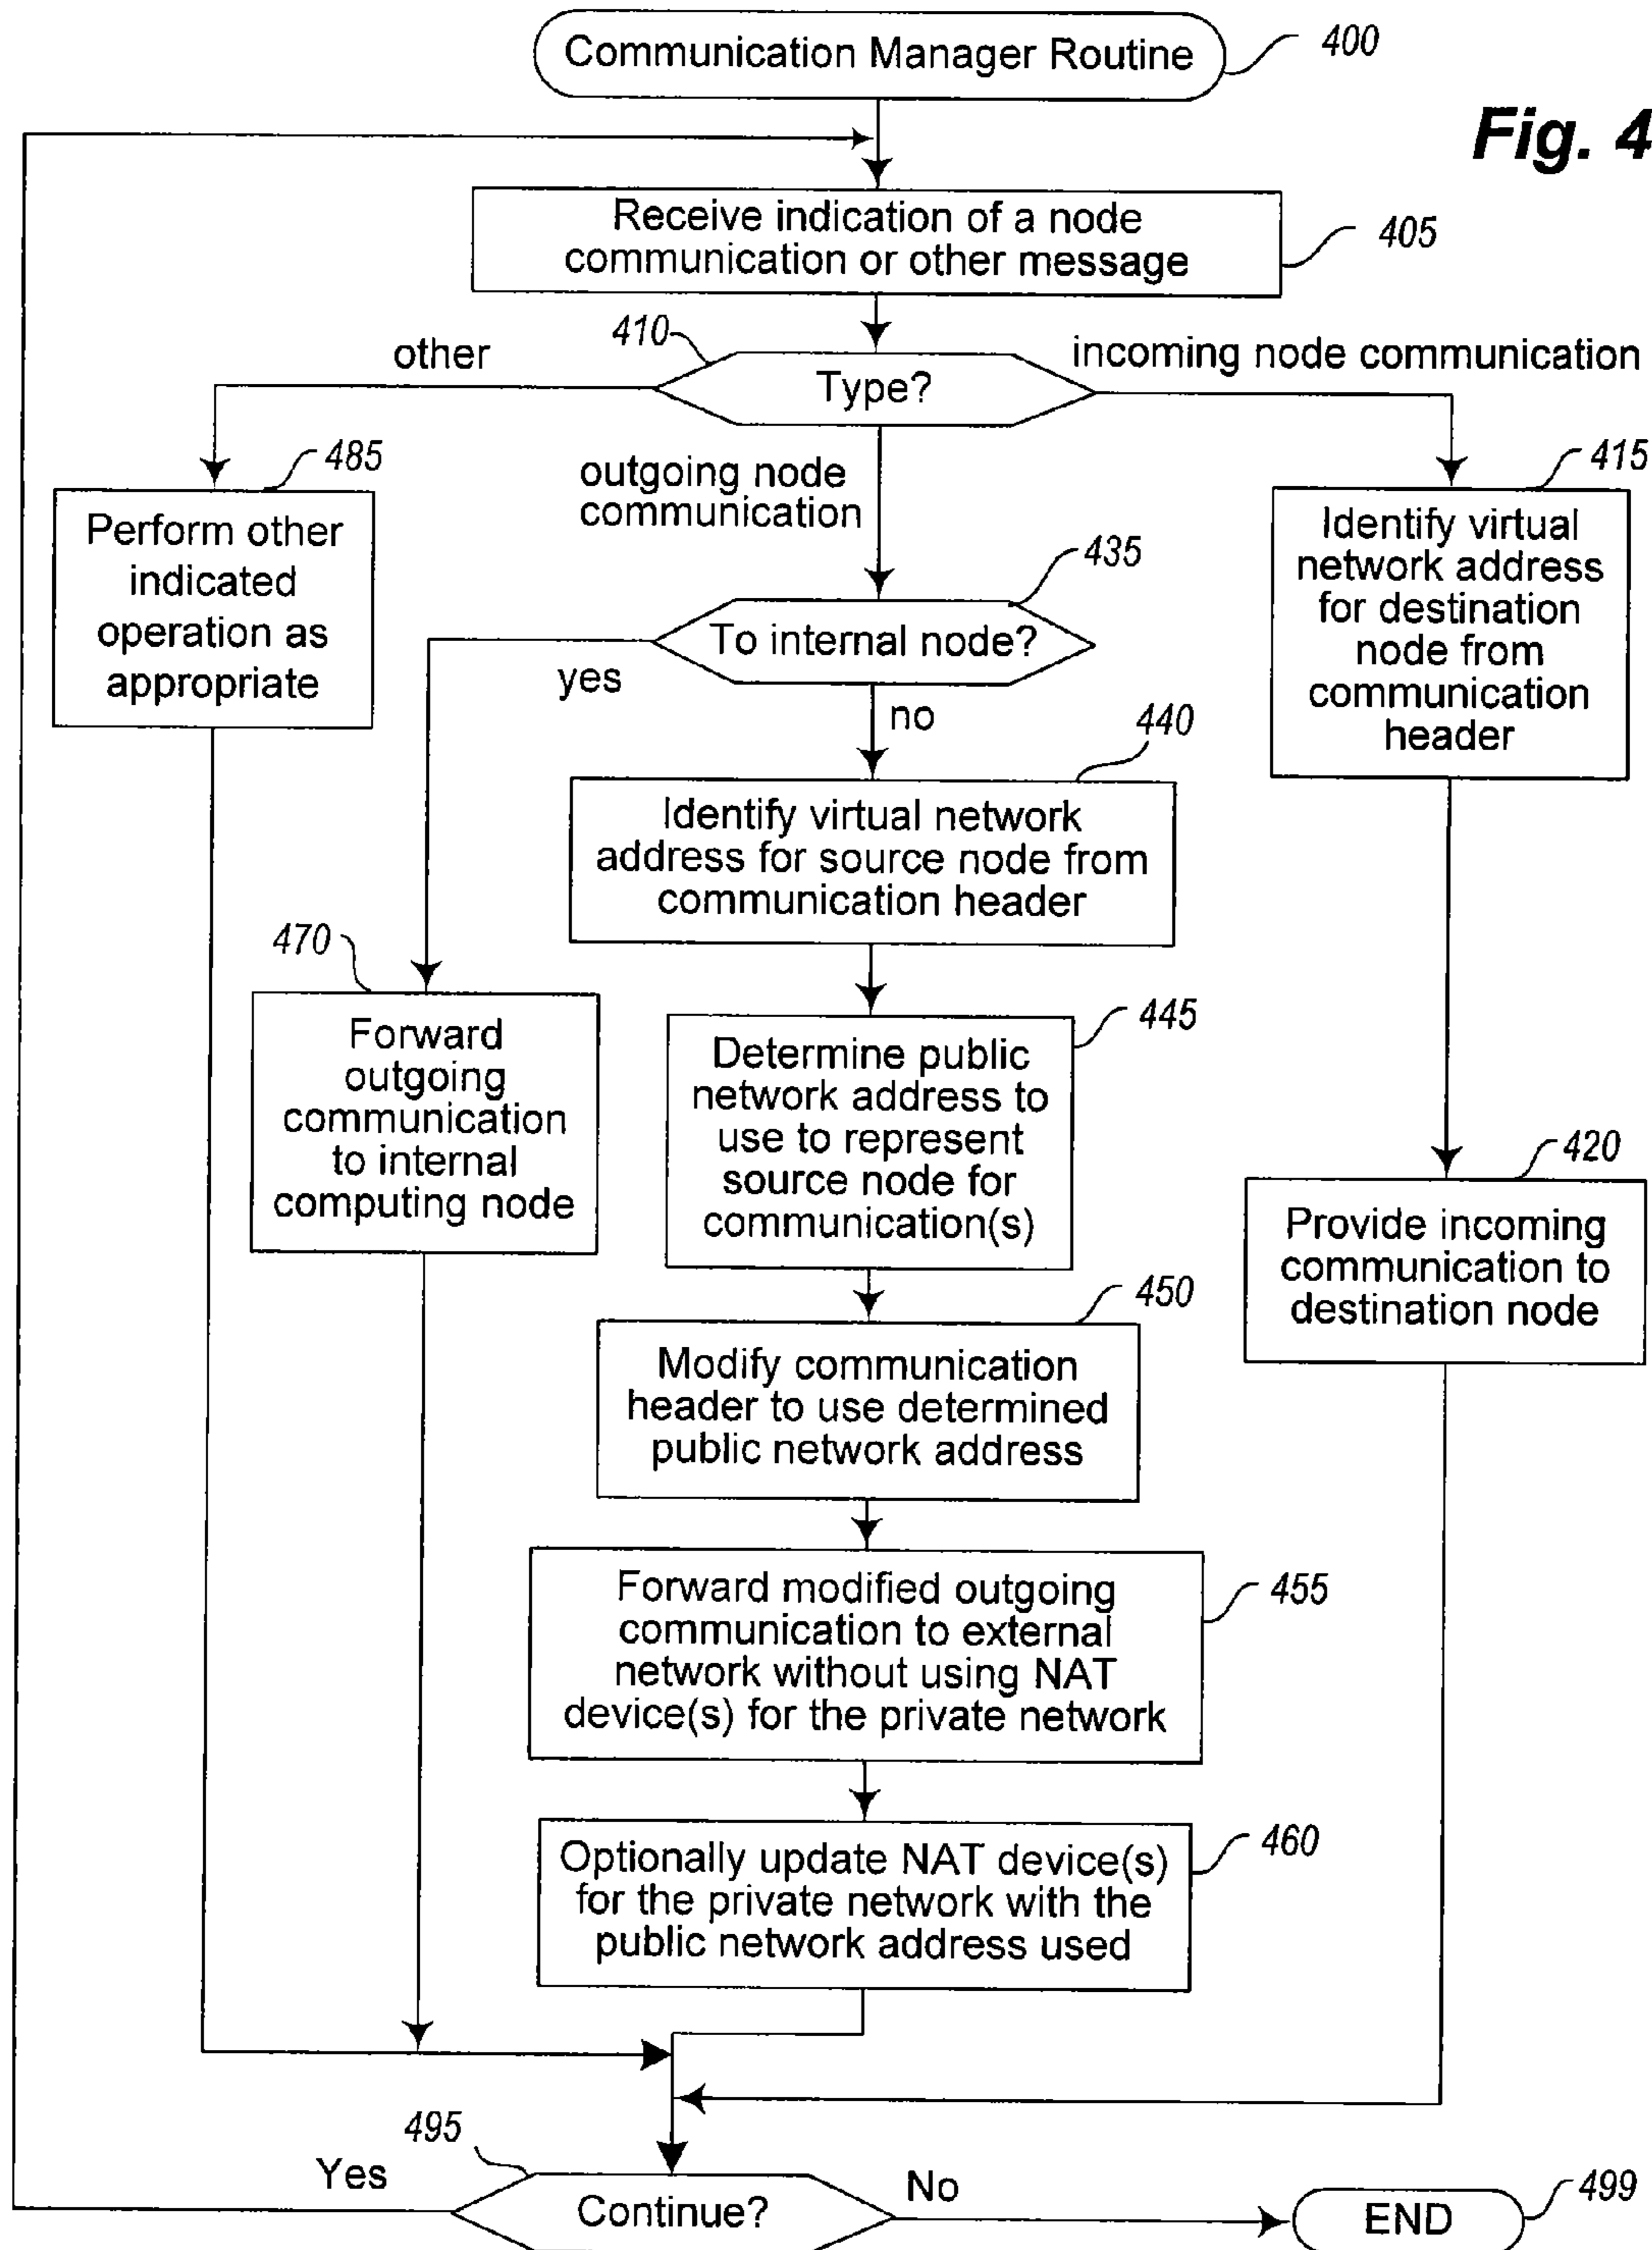 Communication Manager Routine
400
Fig. 4
Receive indication of a node
communication or other message
405
410
other
Type?
incoming node communication
485
outgoing node
communication
415
Perform other
indicated
operation as
appropriate
Identify virtual
network address
for destination
node from
communication
header
435
To internal node?
yes
no
440
Identify virtual network
address for source node from
communication header
470
Forward
outgoing
communication
to internal
computing node
445
Determine public
network address to
use to represent
source node for
communication(s)
420
Provide incoming
communication to
destination node
450
Modify communication
header to use determined
public network address
455
Forward modified outgoing
communication to external
network without using NAT
device(s) for the private network
460
Optionally update NAT device(s)
for the private network with the
public network address used
495
Yes
Continue?
No
END
499